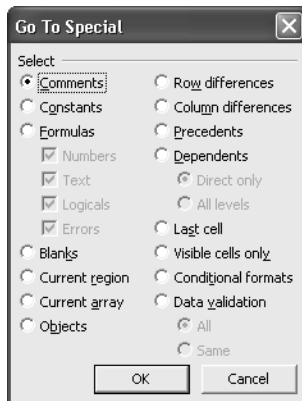 Go To Special
Select
Comments
Constants
Formulas
Numbers
Text
Logicals
Errors
Blanks
Current region
Current array
Objects
Row differences
Column differences
Precedents
Dependents
Direct only
All levels
Last cell
Visible cells only
Conditional formats
Data validation
All
Same
OK
Cancel